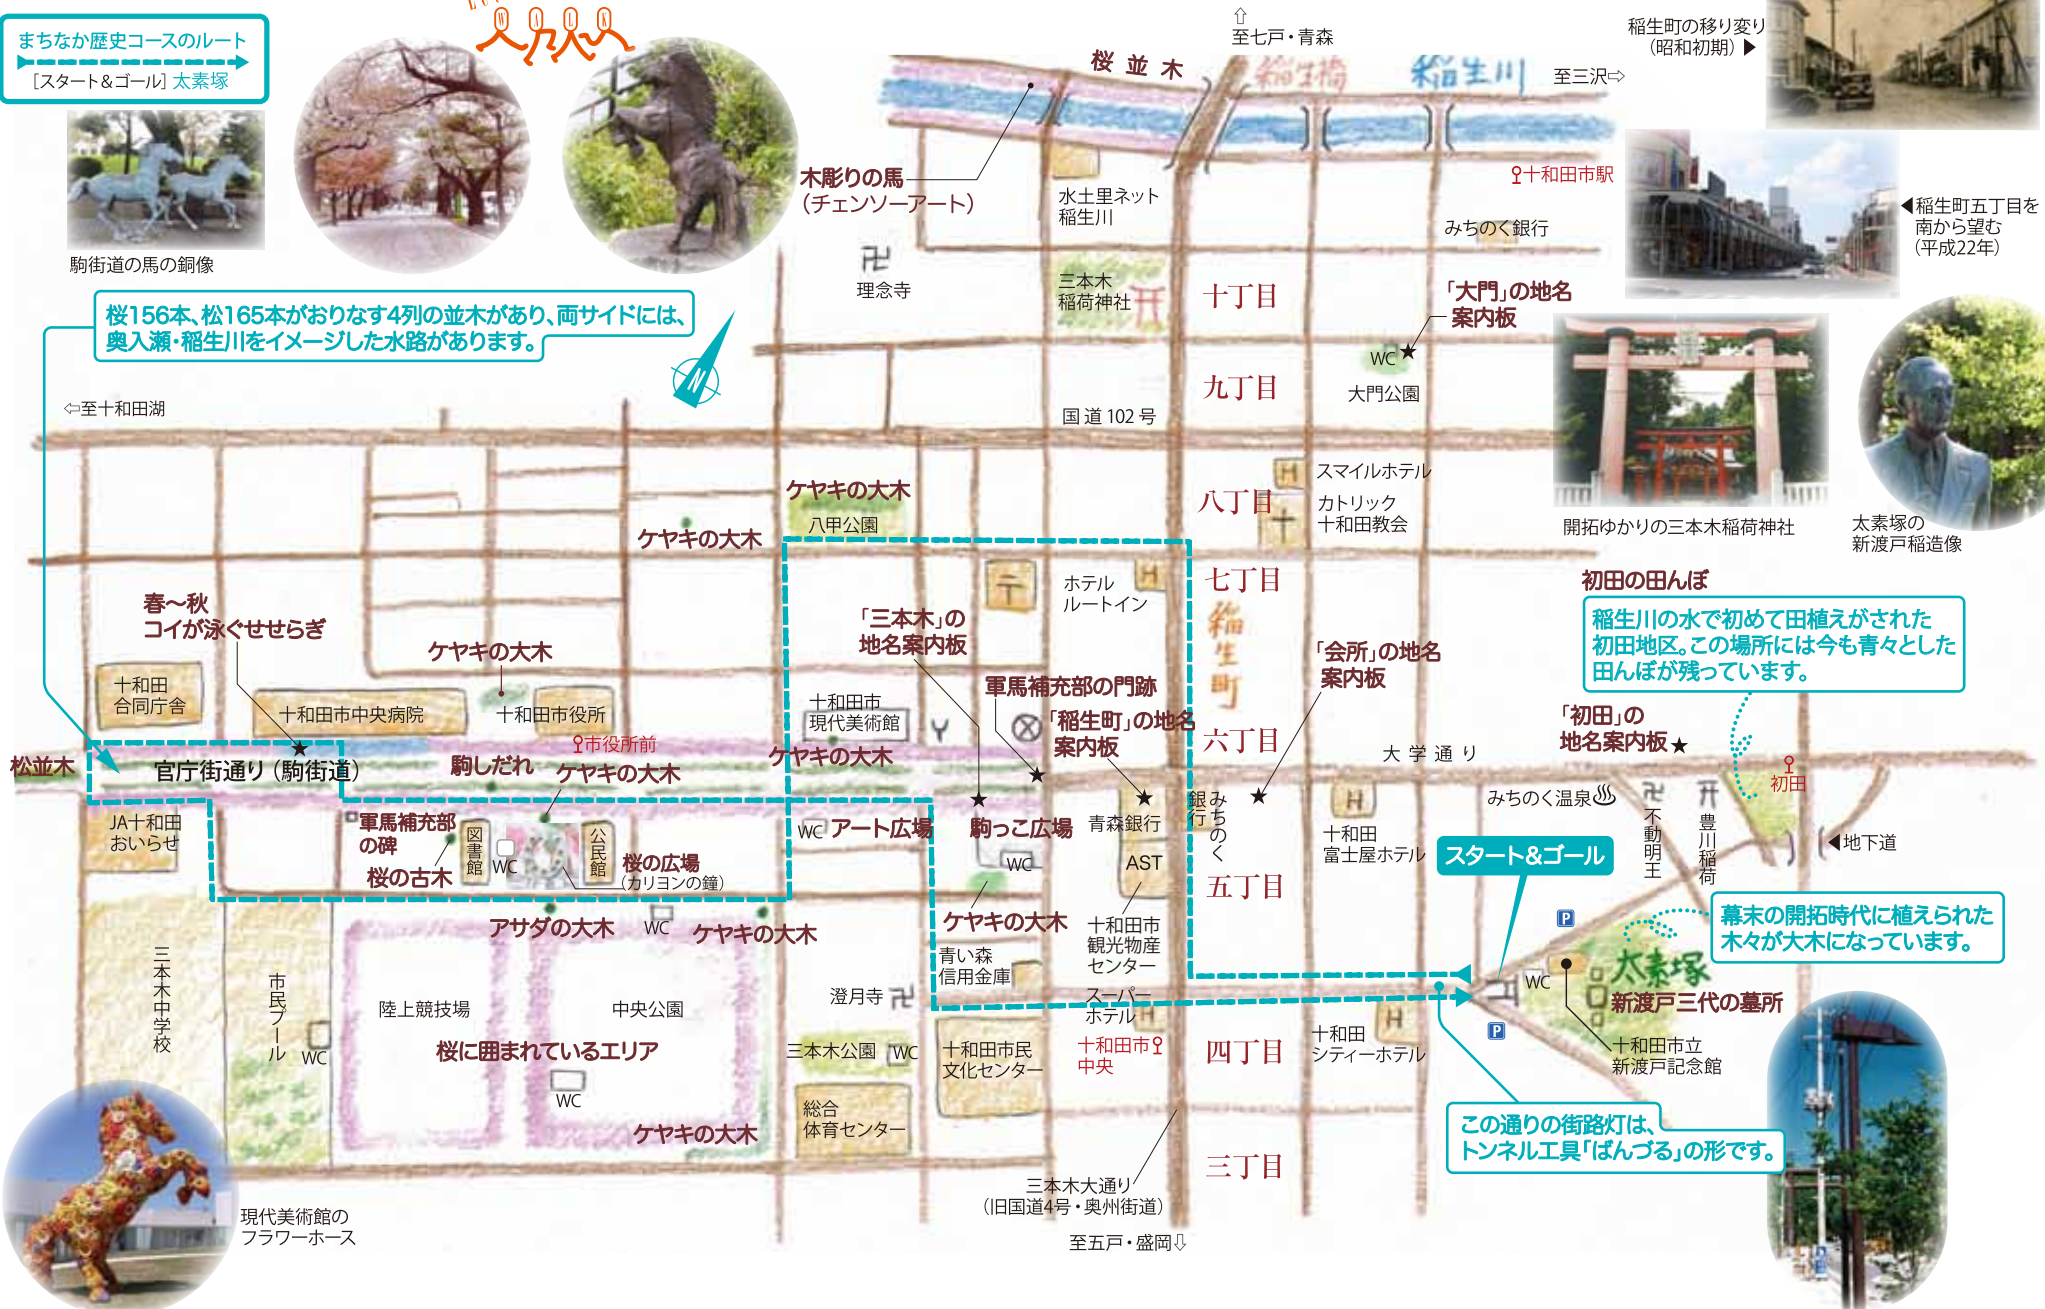 まちなか歴史コースのルート
[スタート&ゴール] 太素塚
WALK
駒街道の馬の銅像
桜156本、松165本がおりなす4列の並木があり、両サイドには、
奥入瀬・稲生川をイメージした水路があります。
⇦至十和田湖
N
⇧
至七戸・青森
桜並木
稲生橋
稲生川
至三沢⇨
木彫りの馬
(チェンソーアート)
水土里ネット
稲生川
十和田市駅
みちのく銀行
卍
理念寺
三本木
稲荷神社
十丁目
「大門」の地名
案内板
WC
大門公園
九丁目
国道102号
稲生町の移り変り
(昭和初期)▶
◀稲生町五丁目を
南から望む
(平成22年)
開拓ゆかりの三本木稲荷神社
太素塚の
新渡戸稲造像
ケヤキの大木
八甲公園
ケヤキの大木
H
スマイルホテル
八丁目
カトリック
十和田教会
〒
ホテル
ルートイン
H
七丁目
稲生町
初田の田んぼ
稲生川の水で初めて田植えがされた
初田地区。この場所には今も青々とした
田んぼが残っています。
春〜秋
コイが泳ぐせせらぎ
ケヤキの大木
「三本木」の
地名案内板
軍馬補充部の門跡
「稲生町」の地名
案内板
「会所」の地名
案内板
六丁目
大学通り
「初田」の
地名案内板★
初田
十和田
合同庁舎
十和田市中央病院
十和田市役所
市役所前
十和田市
現代美術館
Y
ケヤキの大木
松並木
官庁街通り(駒街道)
駒しだれ
ケヤキの大木
JA十和田
おいらせ
軍馬補充部
の碑
桜の古木
図書館
WC
公民館
桜の広場
(カリヨンの鐘)
WC
アート広場
駒っこ広場
WC
青森銀行
AST
みちのく
銀行
H
十和田
富士屋ホテル
みちのく温泉
卍
不動明王
豊川稲荷
◀地下道
スタート&ゴール
五丁目
アサダの大木
WC
ケヤキの大木
ケヤキの大木
青い森
信用金庫
十和田市
観光物産
センター
P
幕末の開拓時代に植えられた
木々が大木になっています。
太素塚
WC
新渡戸三代の墓所
三本木中学校
市民プール
WC
陸上競技場
中央公園
桜に囲まれているエリア
WC
ケヤキの大木
澄月寺
卍
スーパー
ホテル
H
三本木公園
WC
十和田市民
文化センター
十和田市
中央
四丁目
H
十和田
シティーホテル
P
十和田市立
新渡戸記念館
総合
体育センター
この通りの街路灯は、
トンネル工具「ばんづる」の形です。
三丁目
三本木大通り
(旧国道4号・奥州街道)
至五戸・盛岡⇩
現代美術館の
フラワーホース